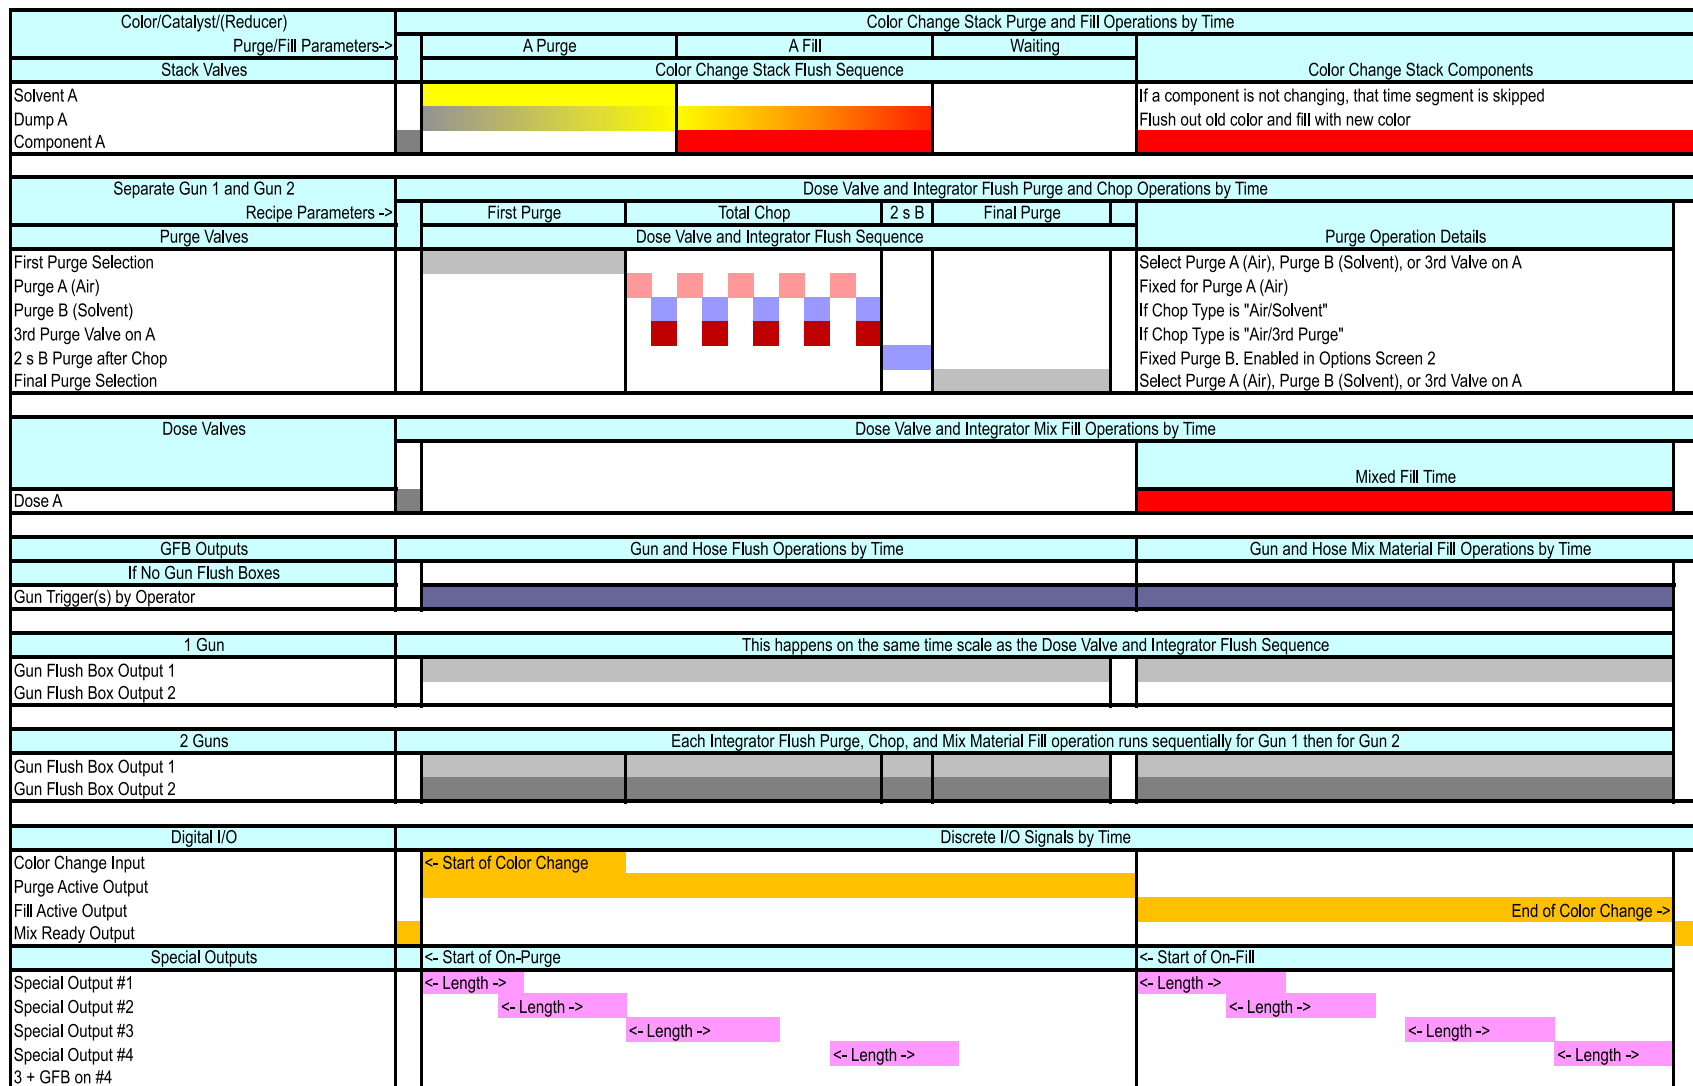 Color/Catalyst/(Reducer)
Color Change Stack Purge and Fill Operations by Time
Purge/Fill Parameters->
A Purge
A Fill
Waiting
Stack Valves
Color Change Stack Flush Sequence
Color Change Stack Components
Solvent A
If a component is not changing, that time segment is skipped
Dump A
Flush out old color and fill with new color
Component A
Separate Gun 1 and Gun 2
Dose Valve and Integrator Flush Purge and Chop Operations by Time
Recipe Parameters ->
First Purge
Total Chop
2 s B
Final Purge
Purge Valves
Dose Valve and Integrator Flush Sequence
Purge Operation Details
First Purge Selection
Select Purge A (Air), Purge B (Solvent), or 3rd Valve on A
Purge A (Air)
Fixed for Purge A (Air)
Purge B (Solvent)
If Chop Type is "Air/Solvent"
3rd Purge Valve on A
If Chop Type is "Air/3rd Purge"
2 s B Purge after Chop
Fixed Purge B. Enabled in Options Screen 2
Final Purge Selection
Select Purge A (Air), Purge B (Solvent), or 3rd Valve on A
Dose Valves
Dose Valve and Integrator Mix Fill Operations by Time
Mixed Fill Time
Dose A
GFB Outputs
Gun and Hose Flush Operations by Time
Gun and Hose Mix Material Fill Operations by Time
If No Gun Flush Boxes
Gun Trigger(s) by Operator
1 Gun
This happens on the same time scale as the Dose Valve and Integrator Flush Sequence
Gun Flush Box Output 1
Gun Flush Box Output 2
2 Guns
Each Integrator Flush Purge, Chop, and Mix Material Fill operation runs sequentially for Gun 1 then for Gun 2
Gun Flush Box Output 1
Gun Flush Box Output 2
Digital I/O
Discrete I/O Signals by Time
Color Change Input
<- Start of Color Change
Purge Active Output
Fill Active Output
End of Color Change ->
Mix Ready Output
Special Outputs
<- Start of On-Purge
<- Start of On-Fill
Special Output #1
<- Length ->
<- Length ->
Special Output #2
<- Length ->
<- Length ->
Special Output #3
<- Length ->
<- Length ->
Special Output #4
<- Length ->
<- Length ->
3 + GFB on #4